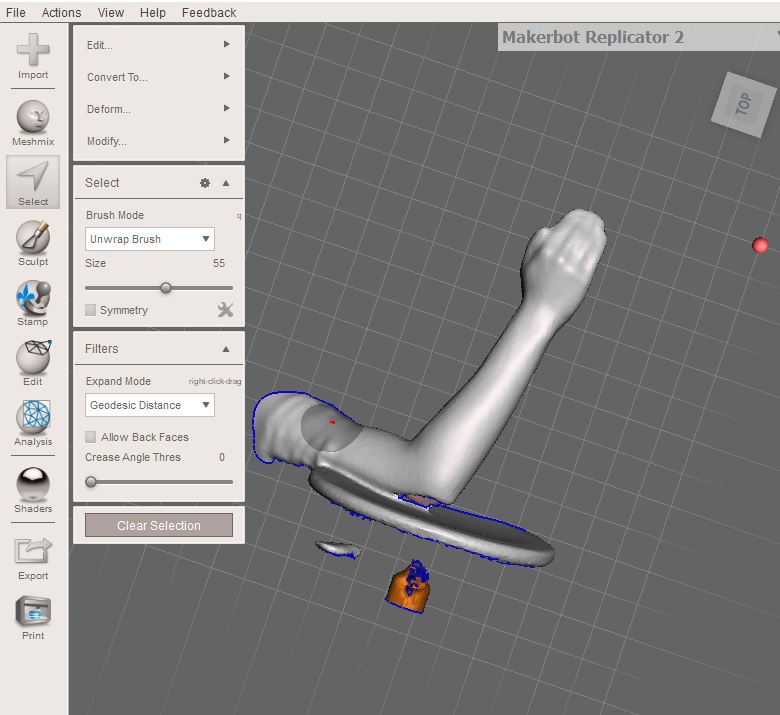 File Actions View Help Feedback
Import
Meshmix
Select
Sculpt
Stamp
Edit
Analysis
Shaders
Export
Print
Edit...
Convert To...
Deform...
Modify...
Select
Brush Mode q
Unwrap Brush
Size 55
Symmetry
Filters
Expand Mode right-click-drag
Geodesic Distance
Allow Back Faces
Crease Angle Thres 0
Clear Selection
Makerbot Replicator 2
TOP